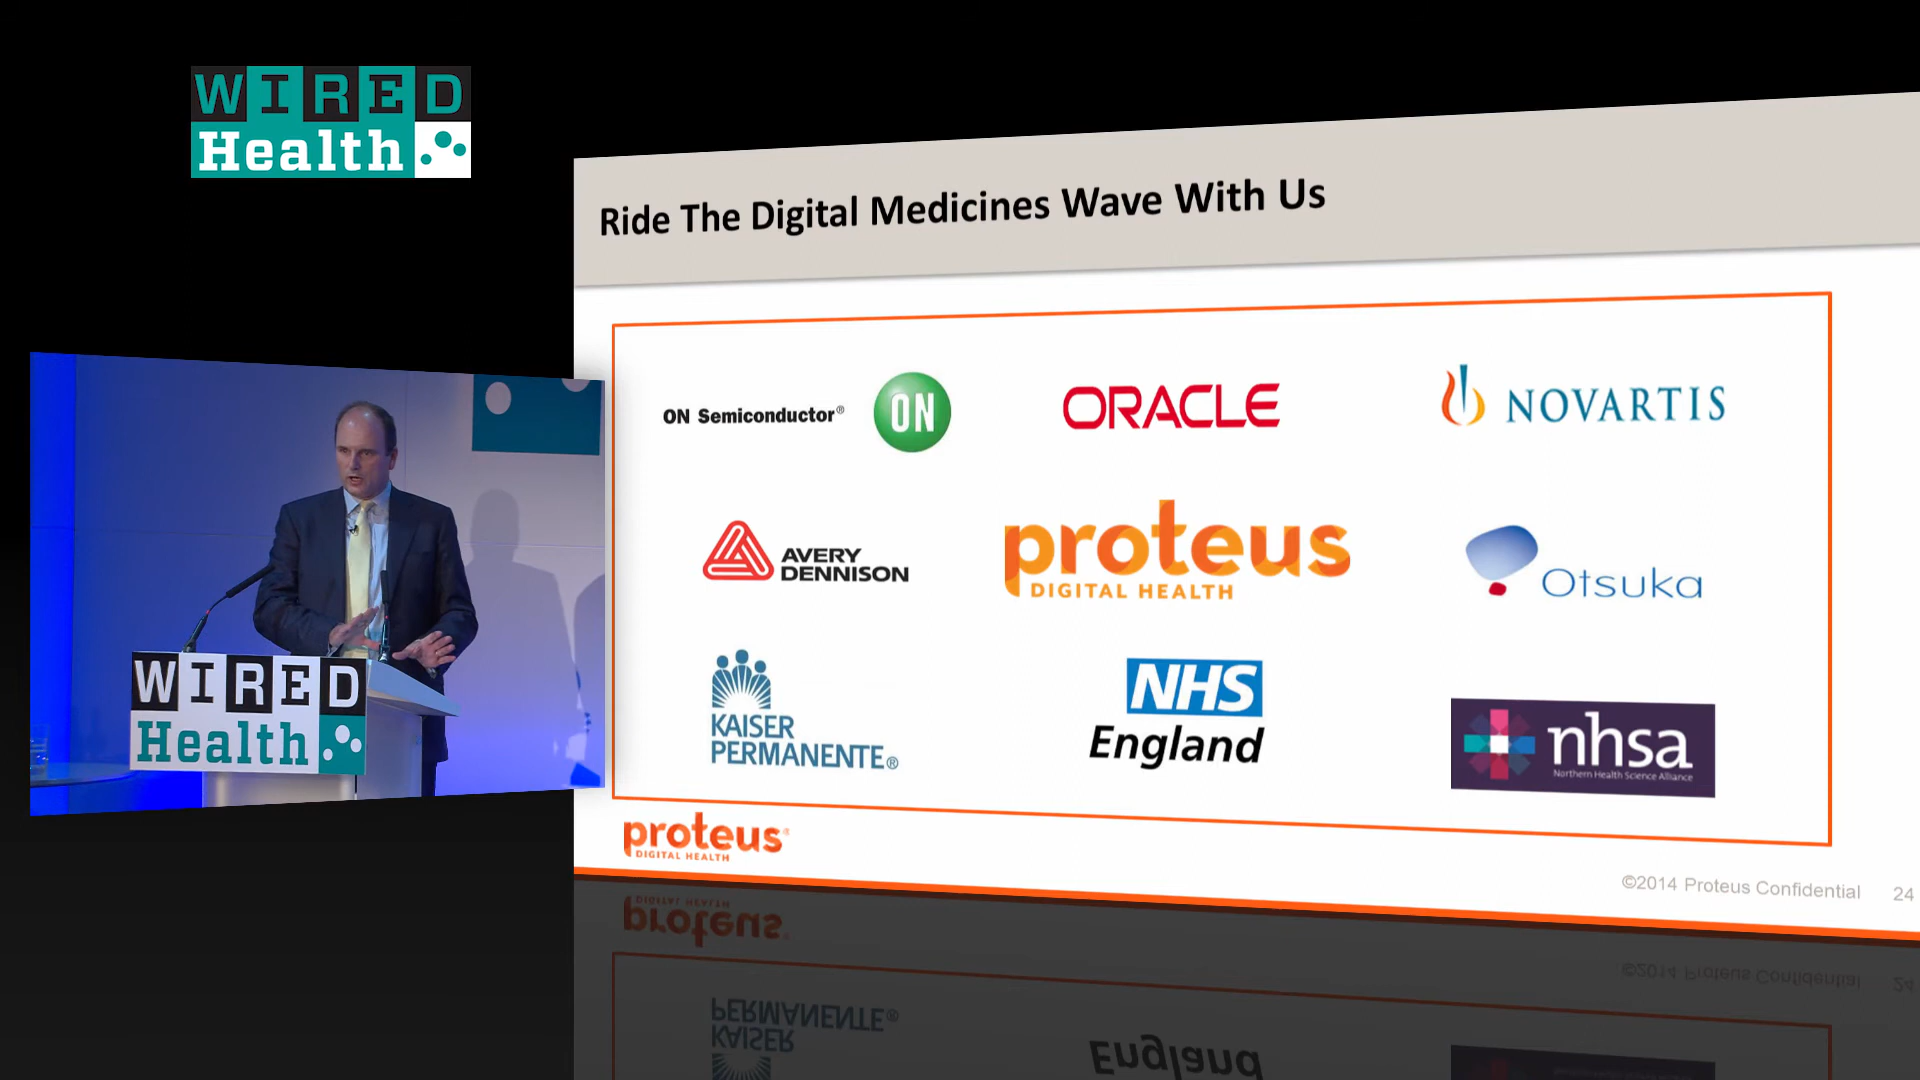 WIRED
Health
Ride The Digital Medicines Wave With Us
ON Semiconductor® ON
ORACLE
NOVARTIS
AVERY
DENNISON
proteus
DIGITAL HEALTH
Otsuka
KAISER
PERMANENTE®
NHS
England
nhsa
Northern Health Science Alliance
proteus®
DIGITAL HEALTH
©2014 Proteus Confidential 24
WIRED
Health